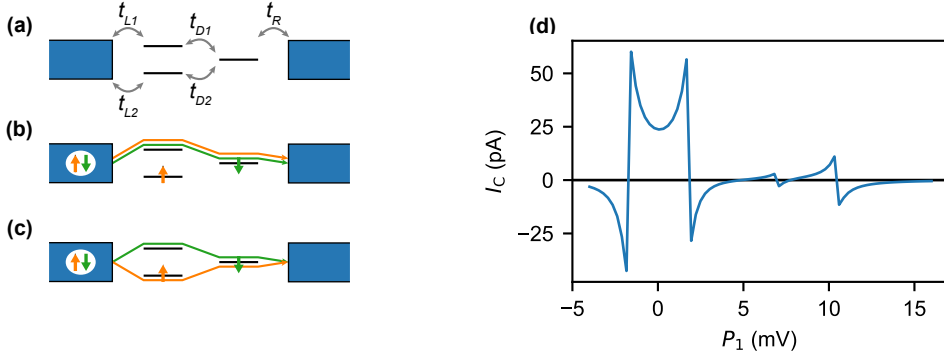 (a)
t_L1
t_D1
t_R
t_L2
t_D2
(b)
(c)
(d)
50
25
0
−25
I_C (pA)
−5
0
5
10
15
P_1 (mV)